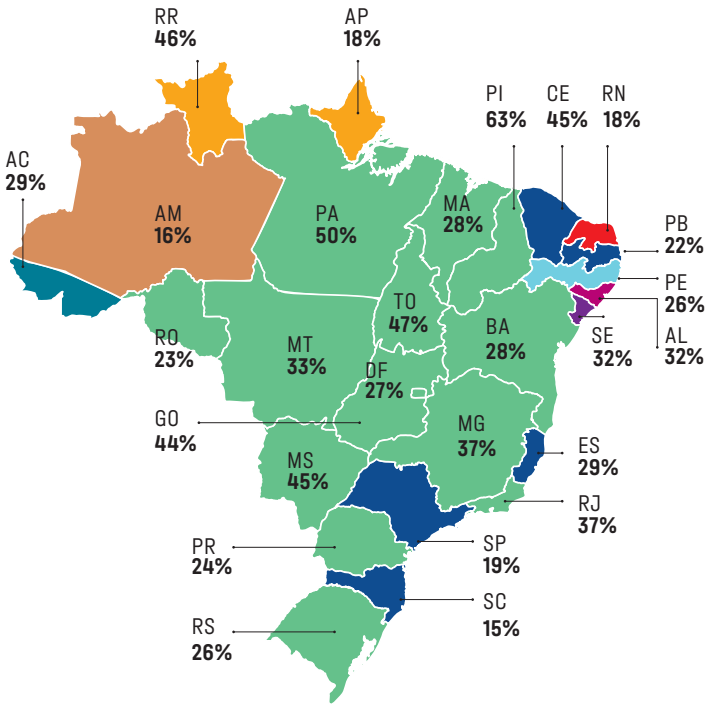 RR
46%
AP
18%
PI
63%
CE
45%
RN
18%
AC
29%
AM
16%
PA
50%
MA
28%
PB
22%
PE
26%
TO
47%
BA
28%
SE
32%
AL
32%
RO
23%
MT
33%
DF
27%
GO
44%
MG
37%
ES
29%
MS
45%
RJ
37%
PR
24%
SP
19%
SC
15%
RS
26%